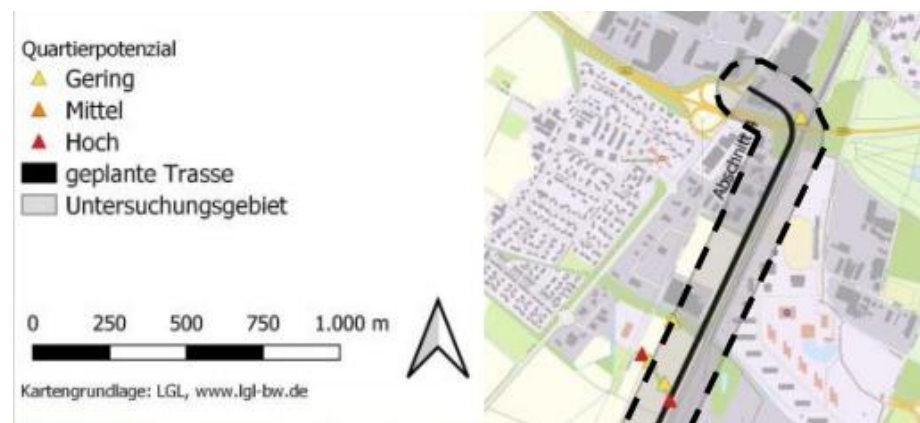 Quartierpotenzial
Gering
Mittel
Hoch
geplante Trasse
Untersuchungsgebiet
0 250 500 750 1.000 m
Kartengrundlage: LGL, www.lgl-bw.de
Abschnitt